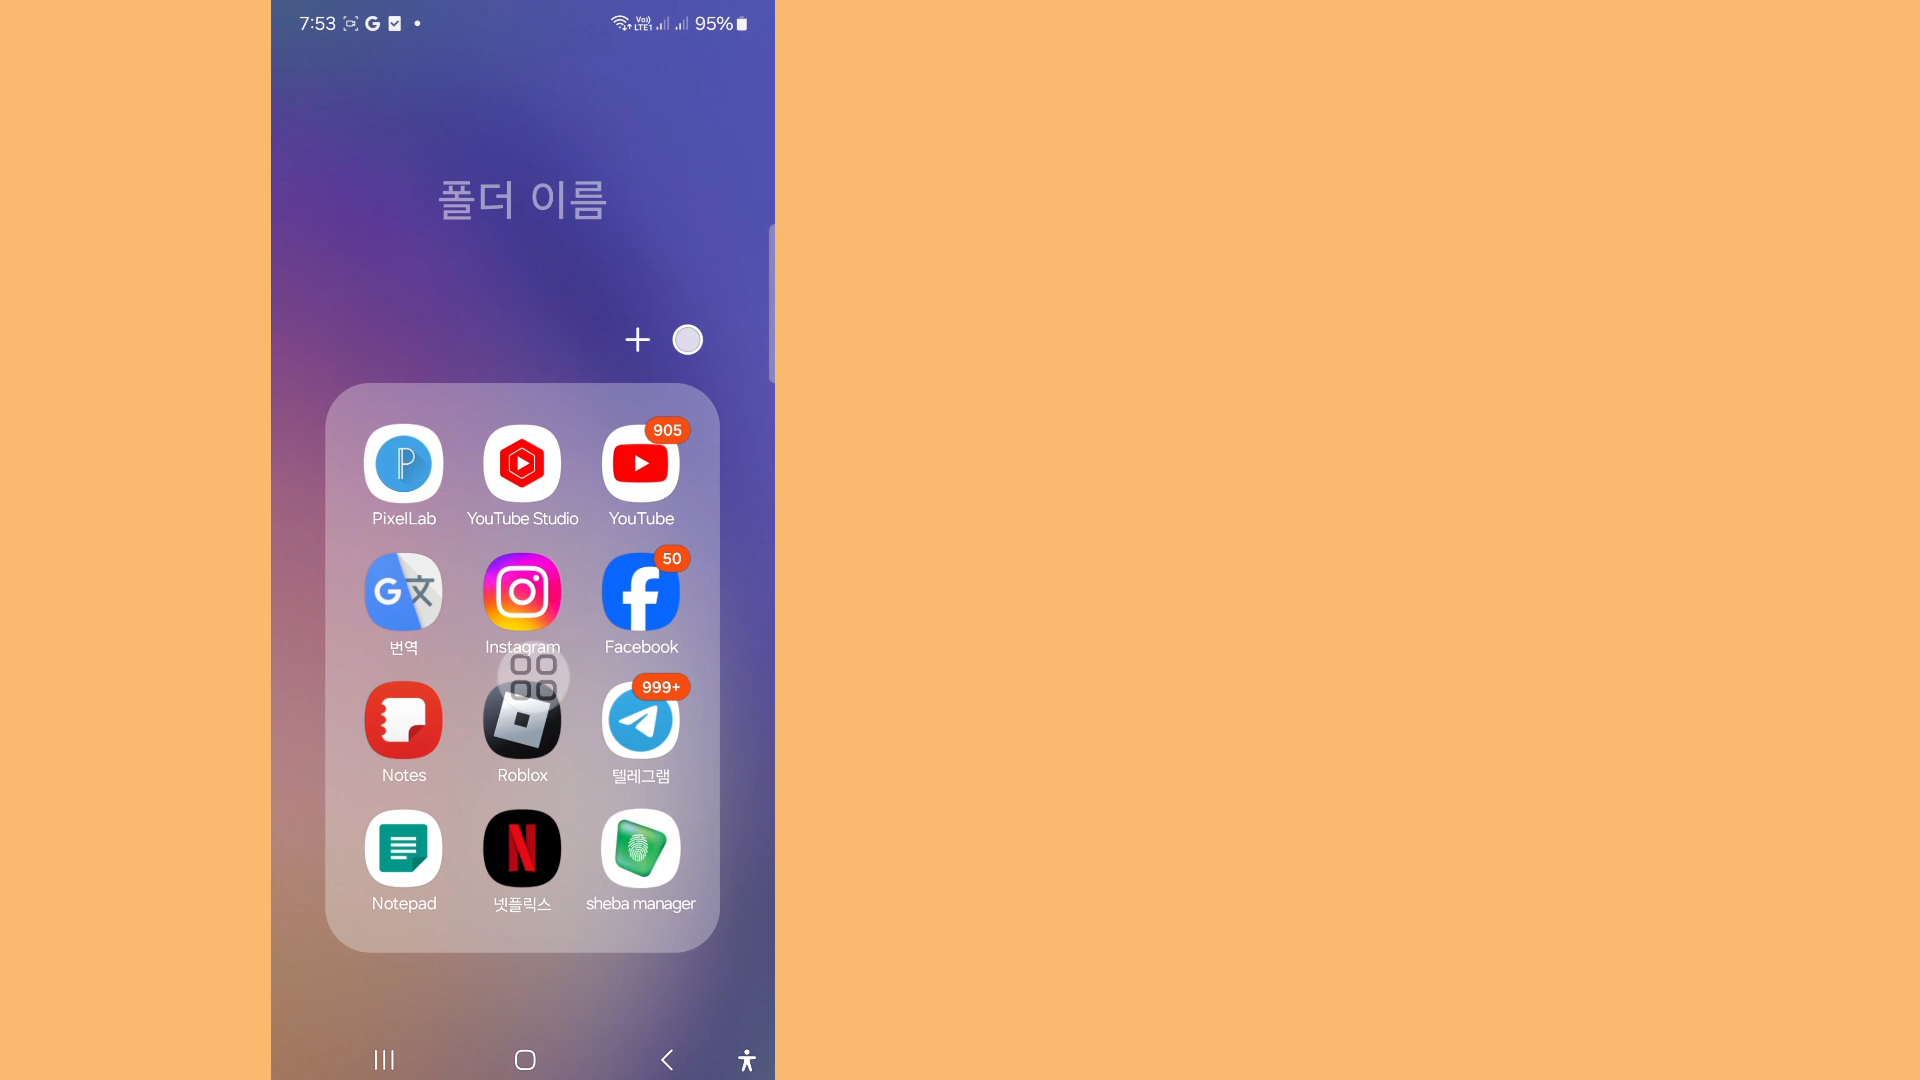 7:53 G 95%
폴더 이름
905
PixelLab YouTube Studio YouTube
50
번역 Instagram Facebook
999+
Notes Roblox 텔레그램
Notepad 넷플릭스 sheba manager